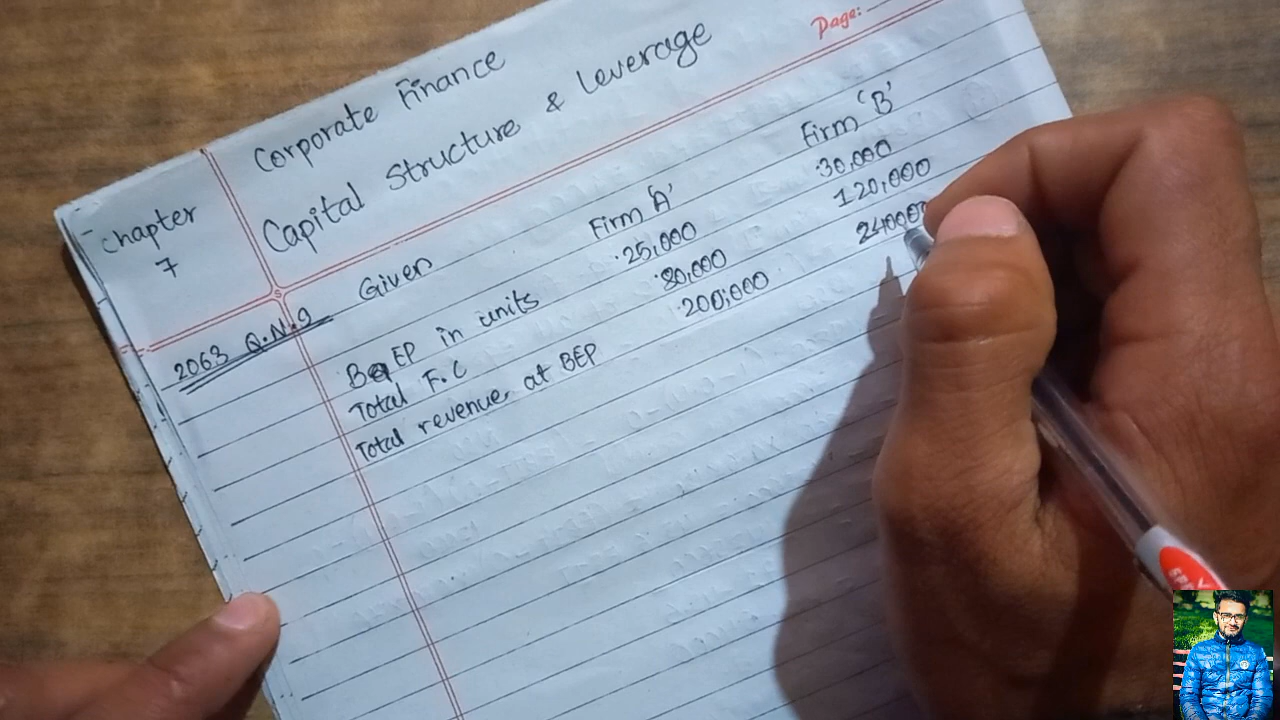 Page:
Corporate Finance
Chapter 7
Capital Structure & Leverage
2063 Q.N.9
Given
Firm 'A' Firm 'B'
BEP in units 25,000 30,000
Total F.C 80,000 120,000
Total revenue, at BEP 200,000 240000